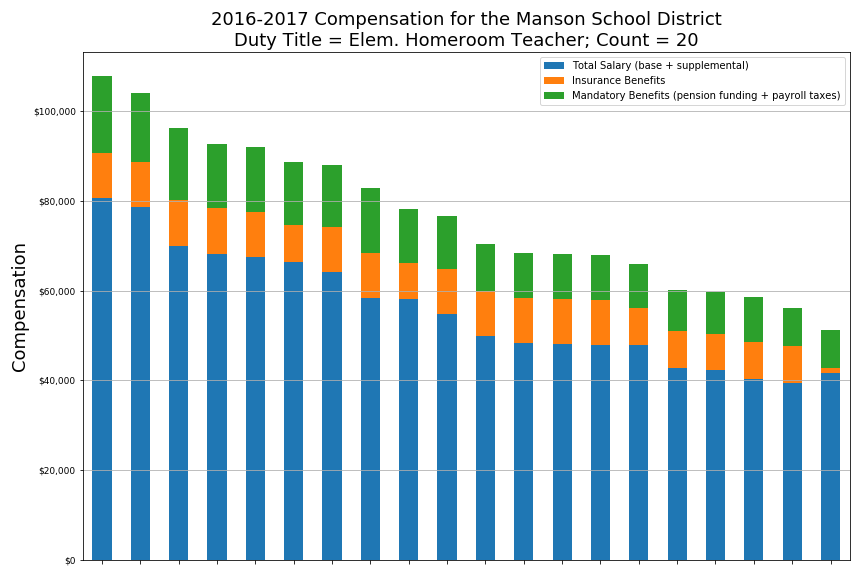 2016-2017 Compensation for the Manson School District
Duty Title = Elem. Homeroom Teacher; Count = 20
Total Salary (base + supplemental)
Insurance Benefits
Mandatory Benefits (pension funding + payroll taxes)
$100,000
$80,000
$60,000
$40,000
$20,000
$0
Compensation